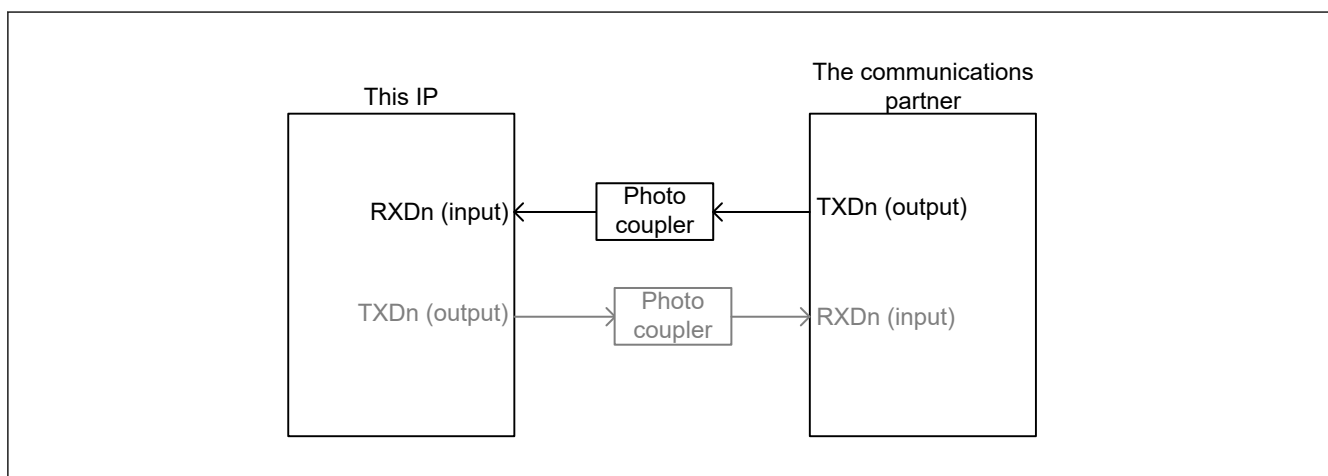 This IP
The communications
partner
RXDn (input)
Photo
coupler
TXDn (output)
TXDn (output)
Photo
coupler
RXDn (input)